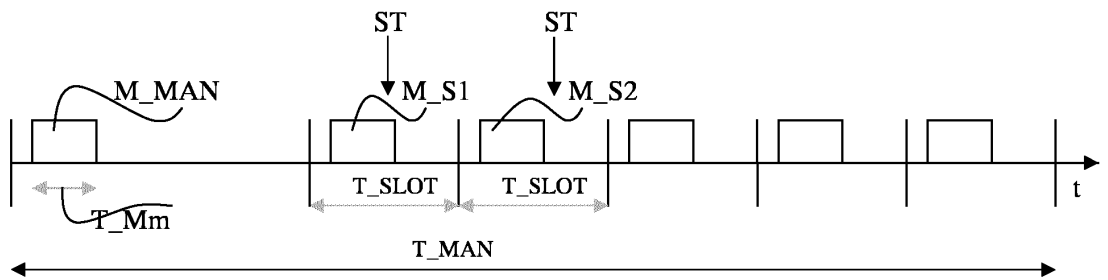 ST ST
M_MAN M_S1 M_S2
T_SLOT T_SLOT t
T_Mm
T_MAN